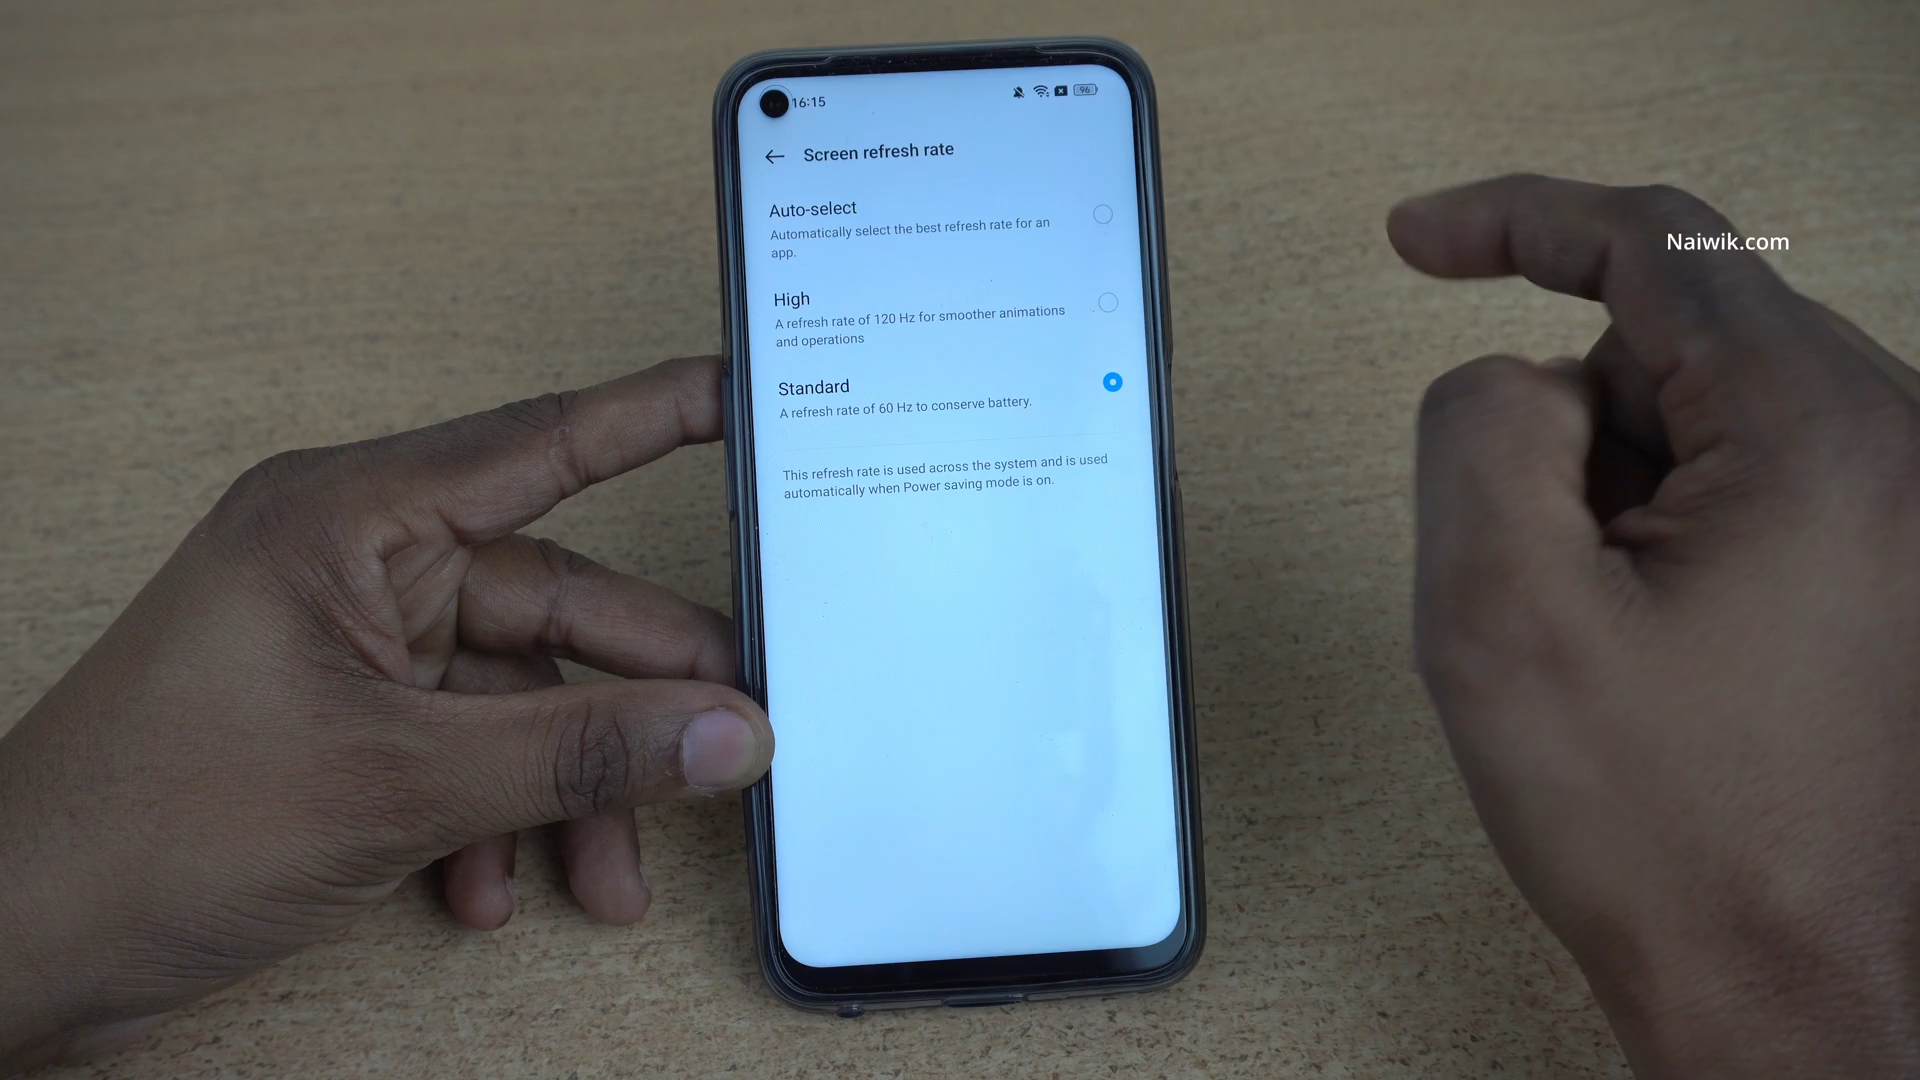 16:15
96
Screen refresh rate
Auto-select
Automatically select the best refresh rate for an
app.
High
A refresh rate of 120 Hz for smoother animations
and operations
Standard
A refresh rate of 60 Hz to conserve battery.
This refresh rate is used across the system and is used
automatically when Power saving mode is on.
Naiwik.com